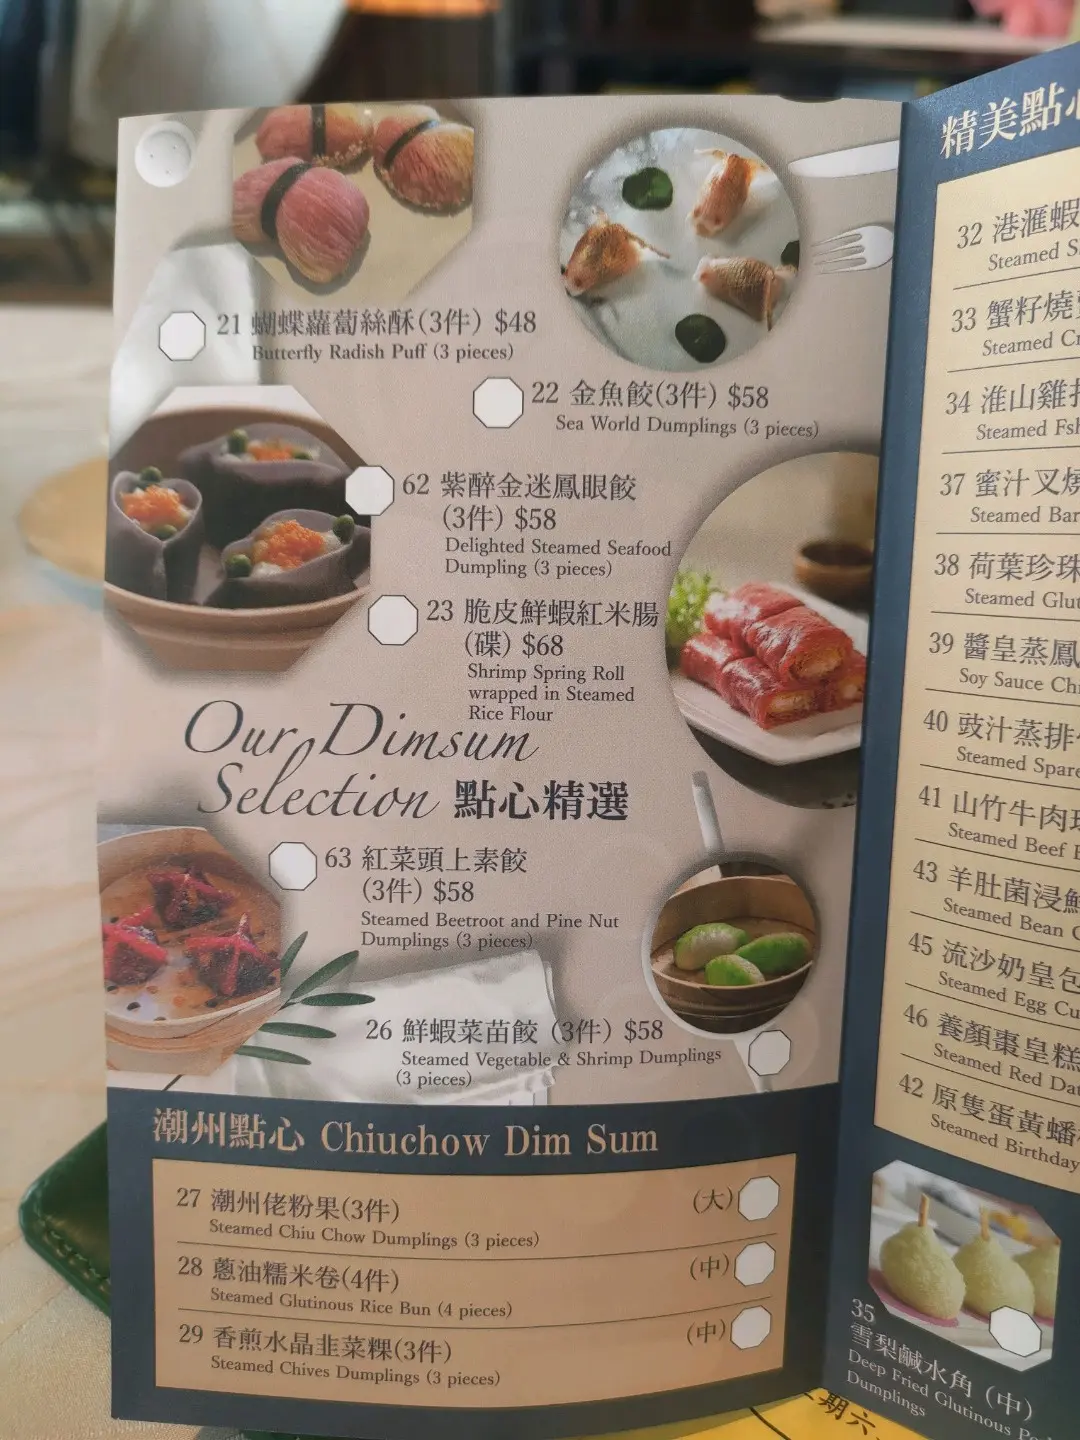 21 蝴蝶蘿蔔絲酥(3件) $48
Butterfly Radish Puff (3 pieces)
22 金魚餃(3件) $58
Sea World Dumplings (3 pieces)
62 紫醉金迷鳳眼餃
(3件) $58
Delighted Steamed Seafood
Dumpling (3 pieces)
23 脆皮鮮蝦紅米腸
(碟) $68
Shrimp Spring Roll
wrapped in Steamed
Rice Flour
Our Dimsum
Selection 點心精選
63 紅菜頭上素餃
(3件) $58
Steamed Beetroot and Pine Nut
Dumplings (3 pieces)
26 鮮蝦菜苗餃 (3件) $58
Steamed Vegetable & Shrimp Dumplings
(3 pieces)
潮州點心 Chiuchow Dim Sum
27 潮州佬粉果(3件) (大)
Steamed Chiu Chow Dumplings (3 pieces)
28 蔥油糯米卷(4件) (中)
Steamed Glutinous Rice Bun (4 pieces)
29 香煎水晶韭菜粿(3件) (中)
Steamed Chives Dumplings (3 pieces)
精美點
32 港滙蝦
Steamed
33 蟹籽燒
Steamed
34 淮山雞
Steamed
37 蜜汁叉燒
Steamed Bar
38 荷葉珍珠
Steamed Glut
39 醬皇蒸鳳
Soy Sauce
40 豉汁蒸排
Steamed Spare
41 山竹牛肉
Steamed Beef
43 羊肚菌浸鮮
Steamed Bean
45 流沙奶皇包
Steamed Egg
46 養顏棗皇糕
Steamed Red
42 原隻蛋黃
Steamed Birthday
35
雪梨鹹水角 (中)
Deep Fried Glutinous
Dumplings
期六